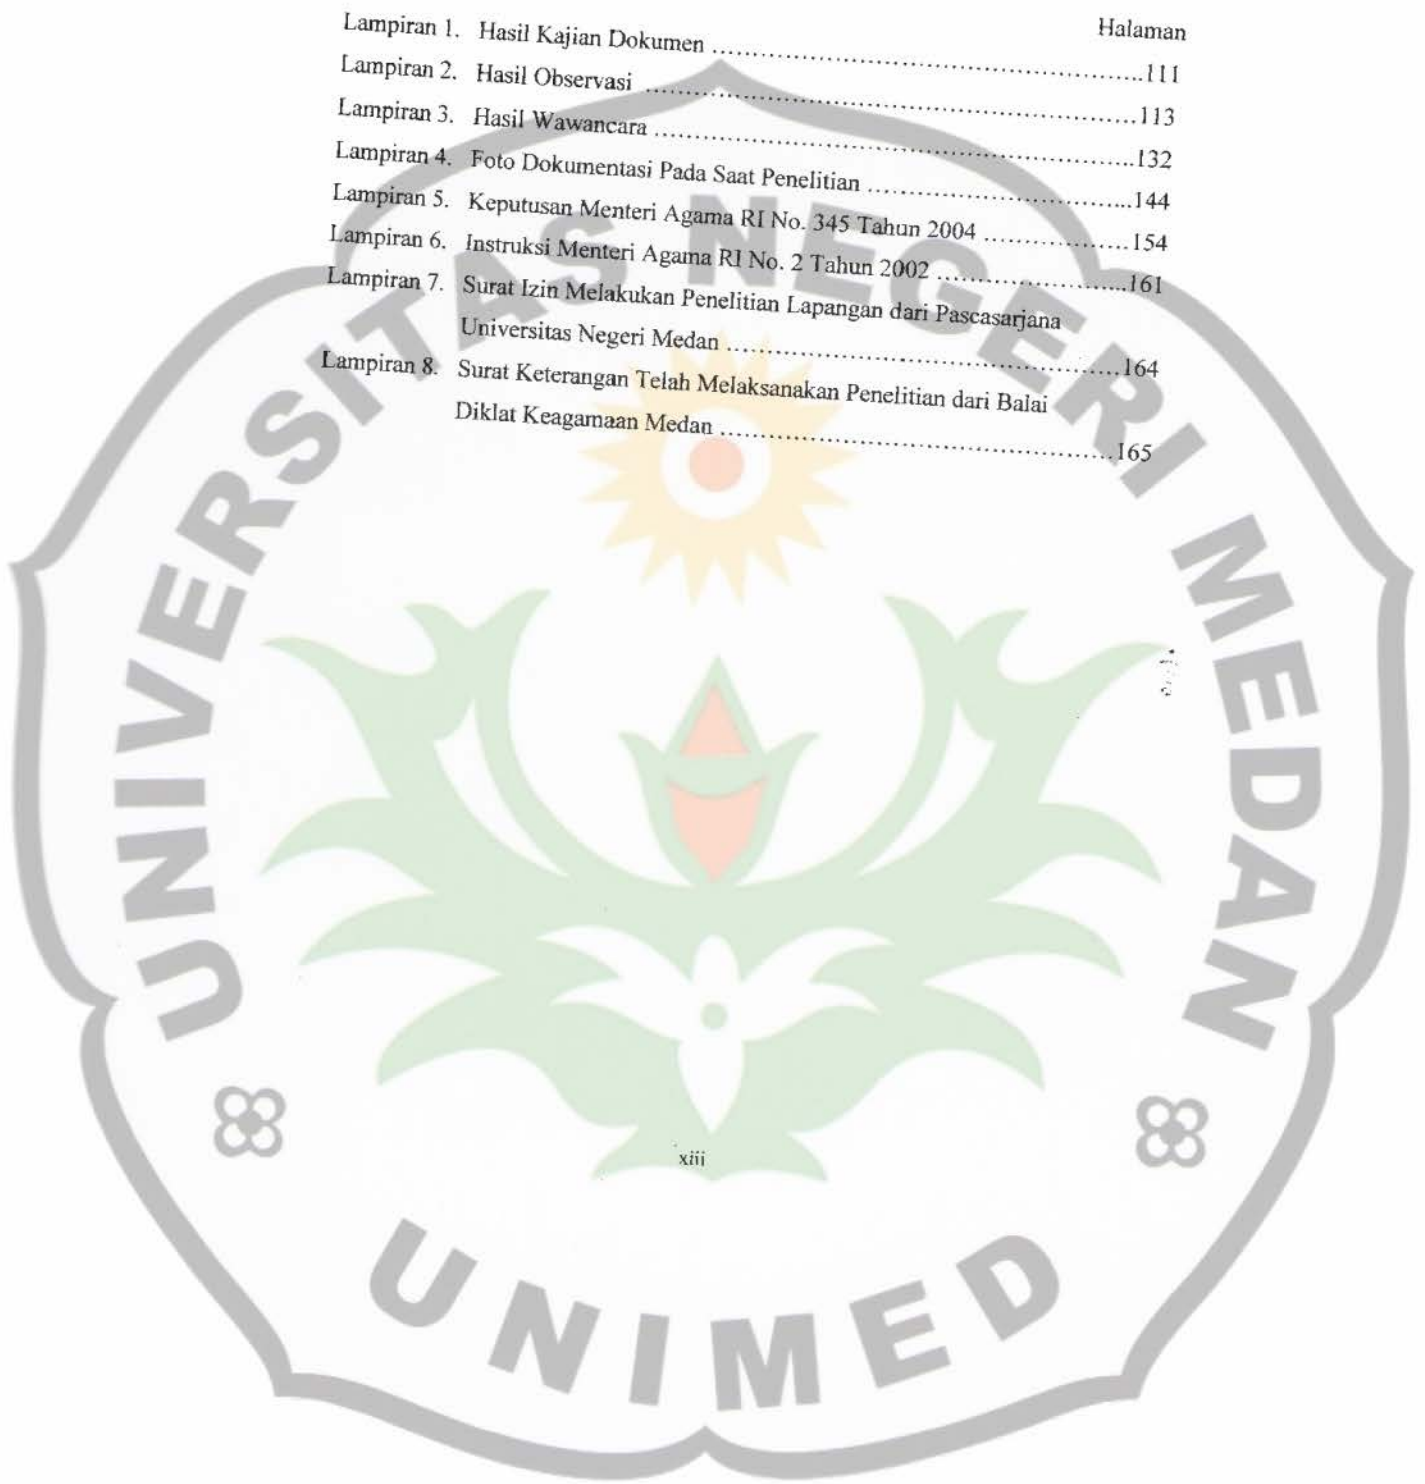 Halaman
Lampiran 1. Hasil Kajian Dokumen ..........................................................111
Lampiran 2. Hasil Observasi ..................................................................113
Lampiran 3. Hasil Wawancara ................................................................132
Lampiran 4. Foto Dokumentasi Pada Saat Penelitian ....................................144
Lampiran 5. Keputusan Menteri Agama RI No. 345 Tahun 2004 ....................154
Lampiran 6. Instruksi Menteri Agama RI No. 2 Tahun 2002 ..........................161
Lampiran 7. Surat Izin Melakukan Penelitian Lapangan dari Pascasarjana
Universitas Negeri Medan .....................................................164
Lampiran 8. Surat Keterangan Telah Melaksanakan Penelitian dari Balai
Diklat Keagamaan Medan .....................................................165
UNIVERSITAS NEGERI MEDAN
xiii
UNIMED